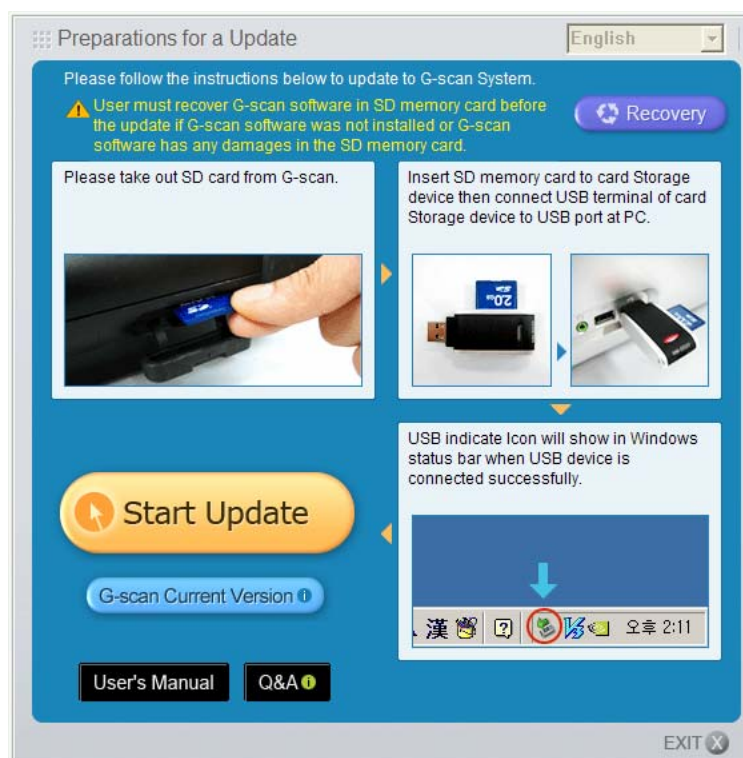 Preparations for a Update
English
Please follow the instructions below to update to G-scan System.
User must recover G-scan software in SD memory card before
the update if G-scan software was not installed or G-scan
software has any damages in the SD memory card.
Recovery
Please take out SD card from G-scan.
Insert SD memory card to card Storage
device then connect USB terminal of card
Storage device to USB port at PC.
2.0GB
USB indicate Icon will show in Windows
status bar when USB device is
connected successfully.
漢
?
V3
오후 2:11
Start Update
G-scan Current Version i
User's Manual
Q&A i
EXIT X